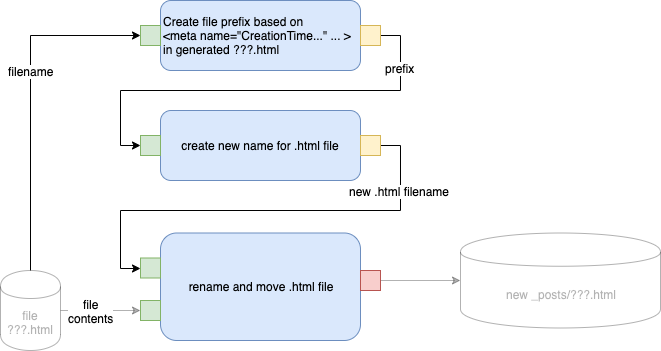 Create file prefix based on
<meta name="CreationTime..." ... >
in generated ???.html
filename
prefix
create new name for .html file
new .html filename
rename and move .html file
new _posts/???.html
file
???.html
file
contents